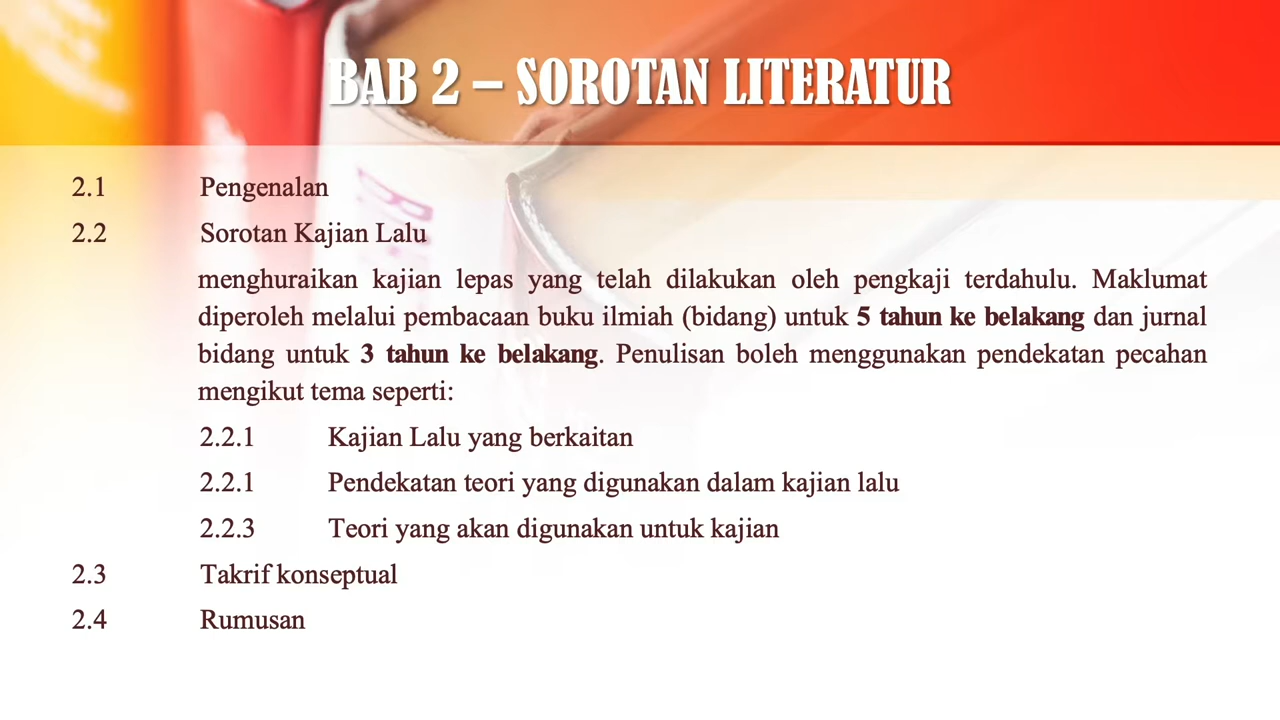 BAB 2 – SOROTAN LITERATUR
2.1 Pengenalan
2.2 Sorotan Kajian Lalu
menghuraikan kajian lepas yang telah dilakukan oleh pengkaji terdahulu. Maklumat
diperoleh melalui pembacaan buku ilmiah (bidang) untuk 5 tahun ke belakang dan jurnal
bidang untuk 3 tahun ke belakang. Penulisan boleh menggunakan pendekatan pecahan
mengikut tema seperti:
2.2.1 Kajian Lalu yang berkaitan
2.2.1 Pendekatan teori yang digunakan dalam kajian lalu
2.2.3 Teori yang akan digunakan untuk kajian
2.3 Takrif konseptual
2.4 Rumusan